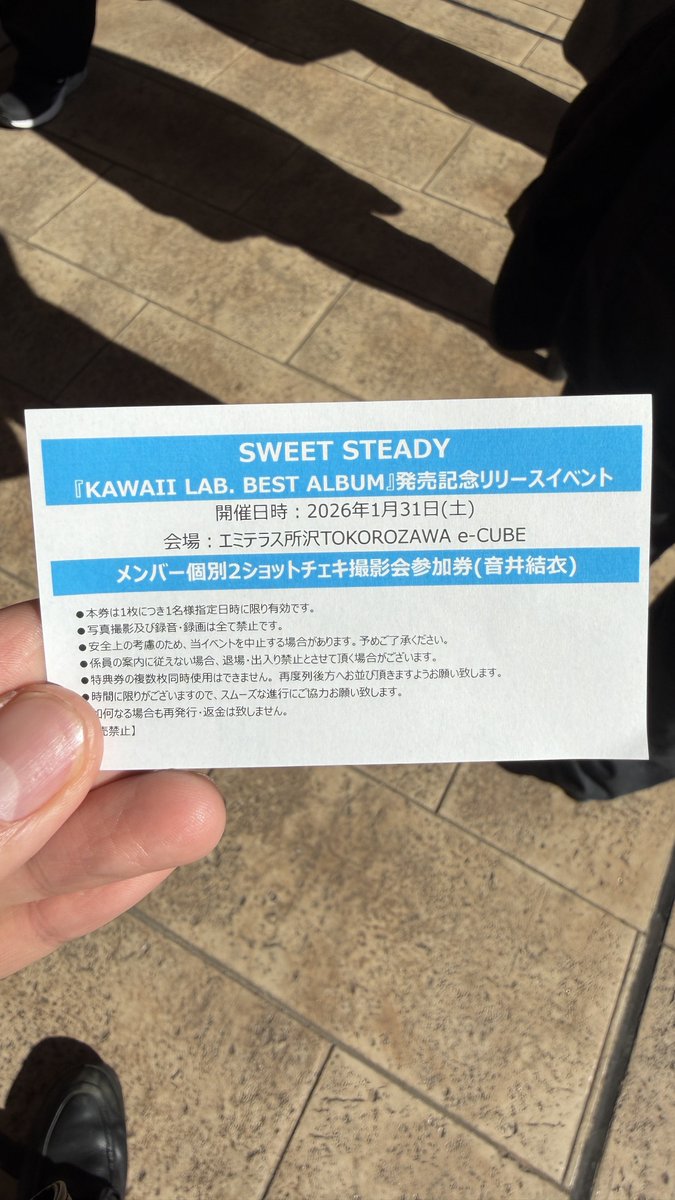 SWEET STEADY
『KAWAII LAB. BEST ALBUM』発売記念リリースイベント
開催日時：2026年1月31日(土)
会場：エミテラス所沢TOKOROZAWA e-CUBE
メンバー個別2ショットチェキ撮影会参加券(音井結衣)
●本券は1枚につき1名様指定日時に限り有効です。
●写真撮影及び録音・録画は全て禁止です。
●安全上の考慮のため、当イベントを中止する場合があります。予めご了承ください。
●係員の案内に従えない場合、退場・出入り禁止とさせて頂く場合がございます。
●特典券の複数枚同時使用はできません。再度列後方へお並び頂きますようお願い致します。
●時間に限りがございますので、スムーズな進行にご協力お願い致します。
如何なる場合も再発行・返金は致しません。
売禁止】